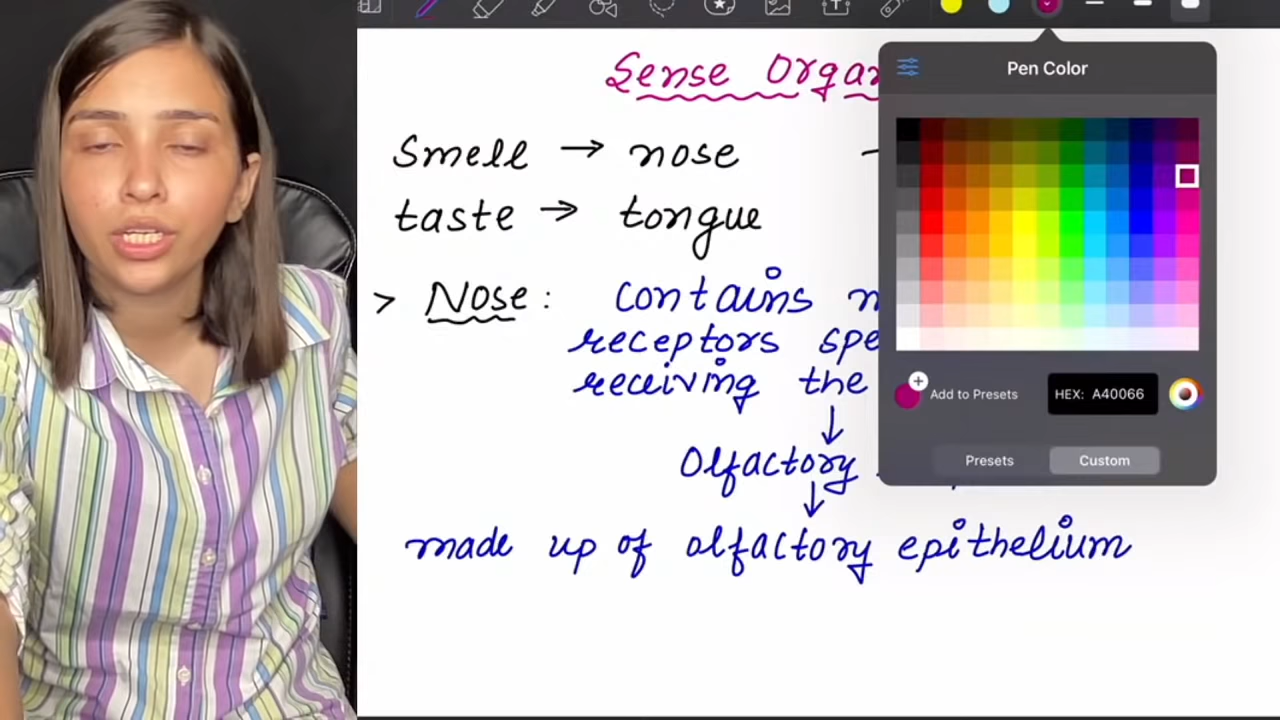 Sense Orga
Smell → nose
taste → tongue
> Nose: contains
receptors spe
receiving the
↓
Olfactory
↓
made up of olfactory epithelium
Pen Color
Add to Presets
HEX: A40066
Presets
Custom